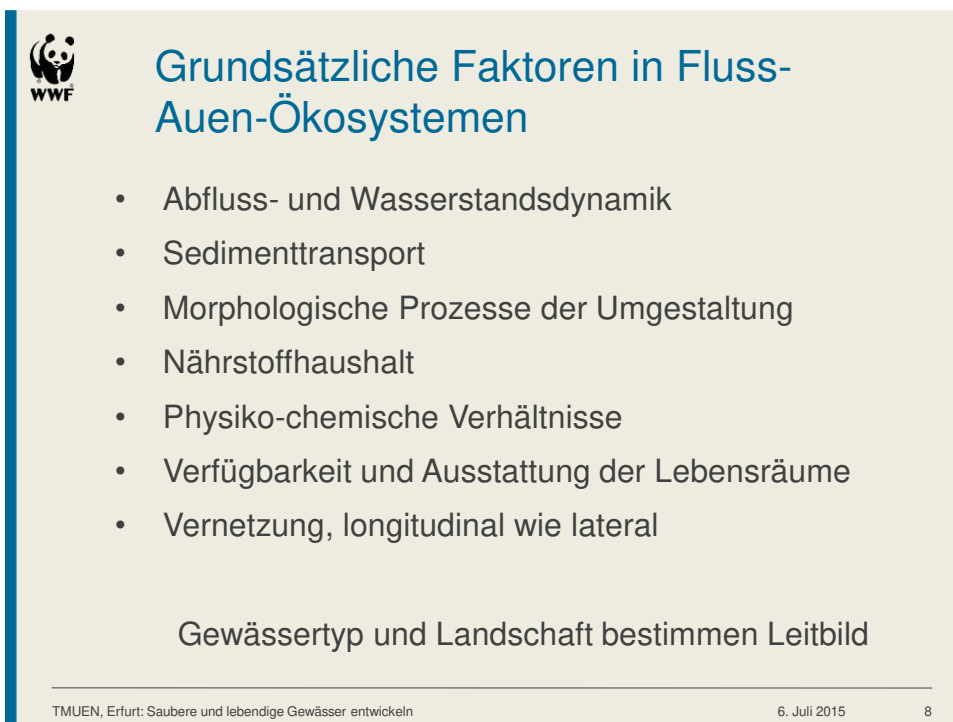 WWF
Grundsätzliche Faktoren in Fluss-
Auen-Ökosystemen
• Abfluss- und Wasserstandsdynamik
• Sedimenttransport
• Morphologische Prozesse der Umgestaltung
• Nährstoffhaushalt
• Physiko-chemische Verhältnisse
• Verfügbarkeit und Ausstattung der Lebensräume
• Vernetzung, longitudinal wie lateral
Gewässertyp und Landschaft bestimmen Leitbild
TMUEN, Erfurt: Saubere und lebendige Gewässer entwickeln 6. Juli 2015 8